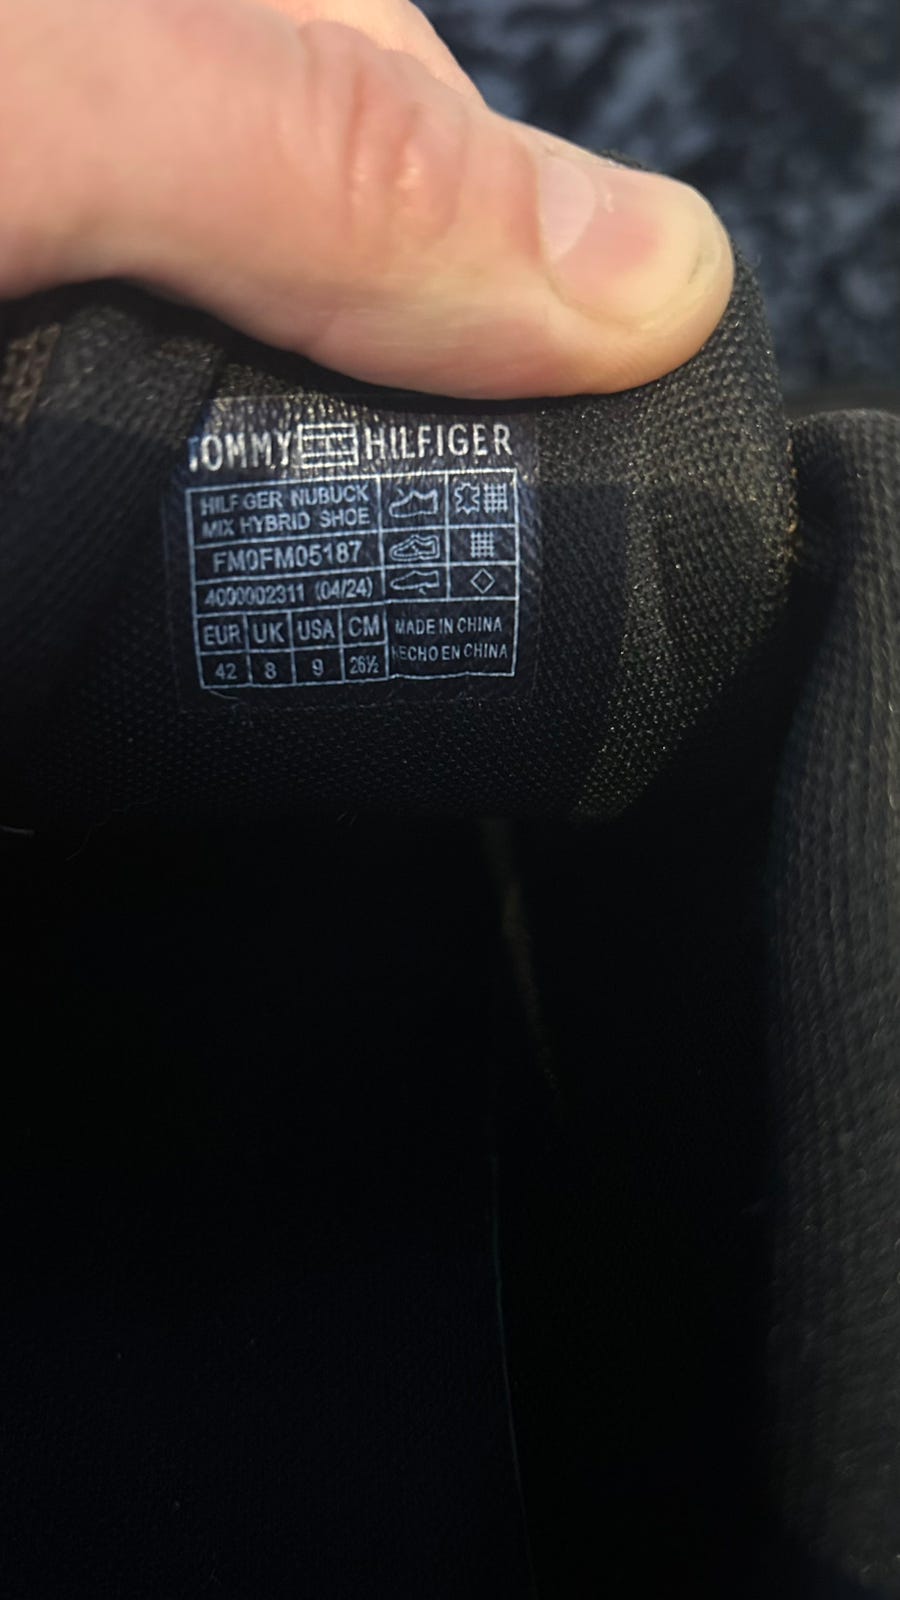 TOMMY HILFIGER
HILFIGER NUBUCK
MIX HYBRID SHOE
FM0FM05187
4000002311 (04/24)
EUR UK USA CM
42 8 9 26½
MADE IN CHINA
HECHO EN CHINA